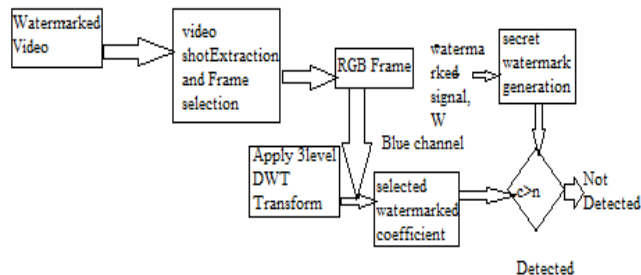 Watermarked
Video
video
shotExtraction
and Frame
selection
RGB Frame
watema
rked
signal,
W
secret
watermark
generation
Blue channel
Apply 3level
DWT
Transform
selected
watermarked
coefficient
c>n
Not
Detected
Detected